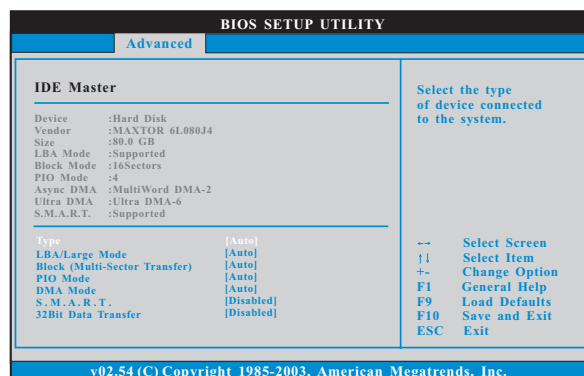 BIOS SETUP UTILITY
Advanced
IDE Master
Device :Hard Disk
Vendor :MAXTOR 6L080J4
Size :80.0 GB
LBA Mode :Supported
Block Mode :16Sectors
PIO Mode :4
Async DMA :MultiWord DMA-2
Ultra DMA :Ultra DMA-6
S.M.A.R.T. :Supported
Type [Auto]
LBA/Large Mode [Auto]
Block (Multi-Sector Transfer) [Auto]
PIO Mode [Auto]
DMA Mode [Auto]
S.M.A.R.T. [Disabled]
32Bit Data Transfer [Disabled]
Select the type
of device connected
to the system.
←→ Select Screen
↑↓ Select Item
+- Change Option
F1 General Help
F9 Load Defaults
F10 Save and Exit
ESC Exit
v02.54 (C) Copyright 1985-2003, American Megatrends, Inc.